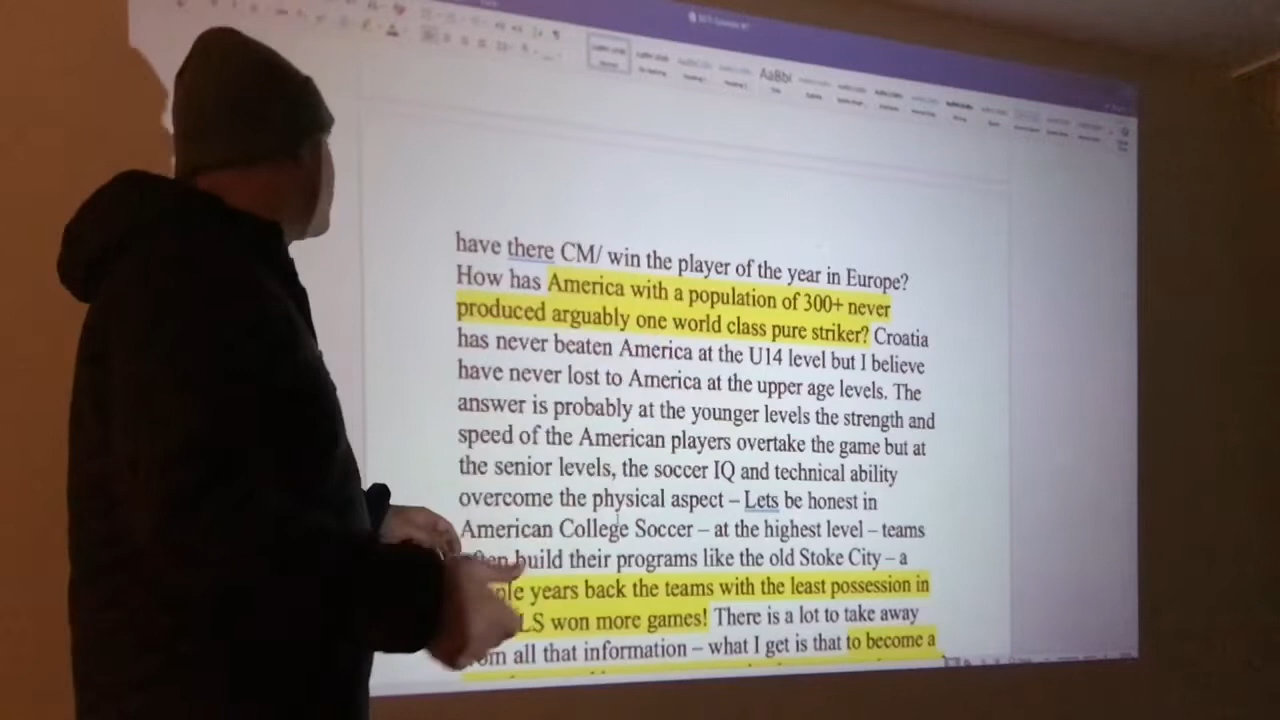 AaBbI
have there CM/ win the player of the year in Europe?
How has America with a population of 300+ never
produced arguably one world class pure striker? Croatia
has never beaten America at the U14 level but I believe
have never lost to America at the upper age levels. The
answer is probably at the younger levels the strength and
speed of the American players overtake the game but at
the senior levels, the soccer IQ and technical ability
overcome the physical aspect – Lets be honest in
American College Soccer – at the highest level – teams
build their programs like the old Stoke City – a
years back the teams with the least possession in
won more games! There is a lot to take away
all that information – what I get is that to become a